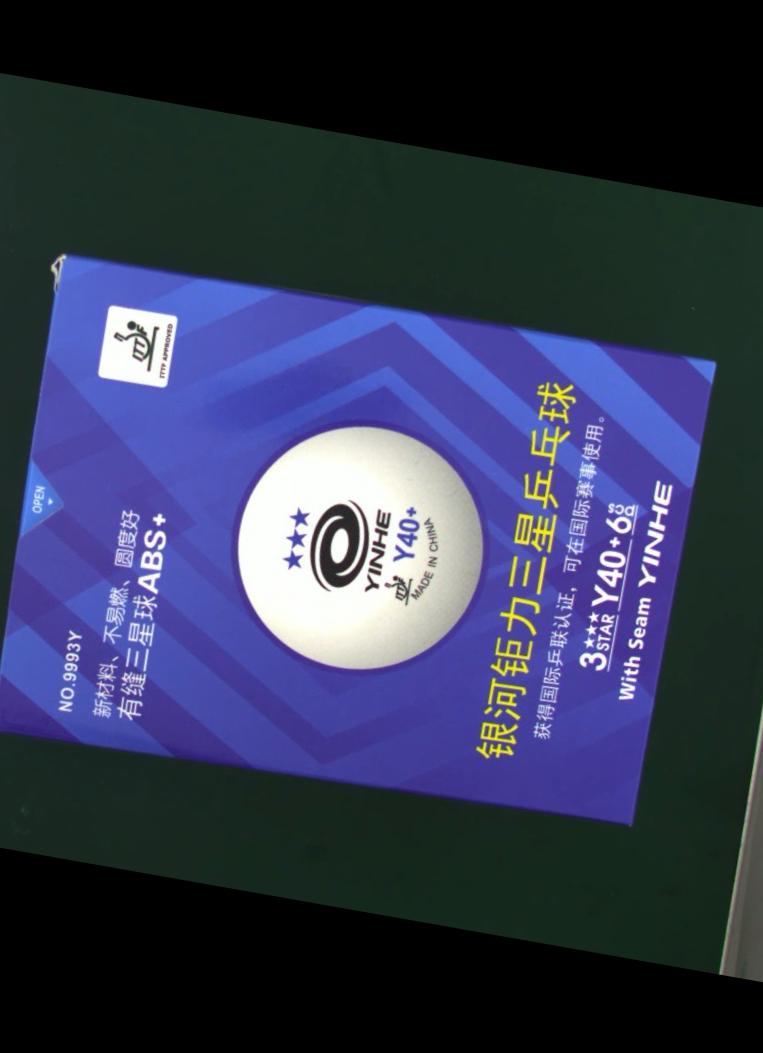 ITTF APPROVED
OPEN
NO.9993Y
新材料、不易燃、圆度好
有缝三星球ABS+
YINHE
Y40+
MADE IN CHINA
银河钜力三星乒乓球
获得国际乒联认证，可在国际赛事使用。
3 STAR Y40+ 6
With Seam YINHE